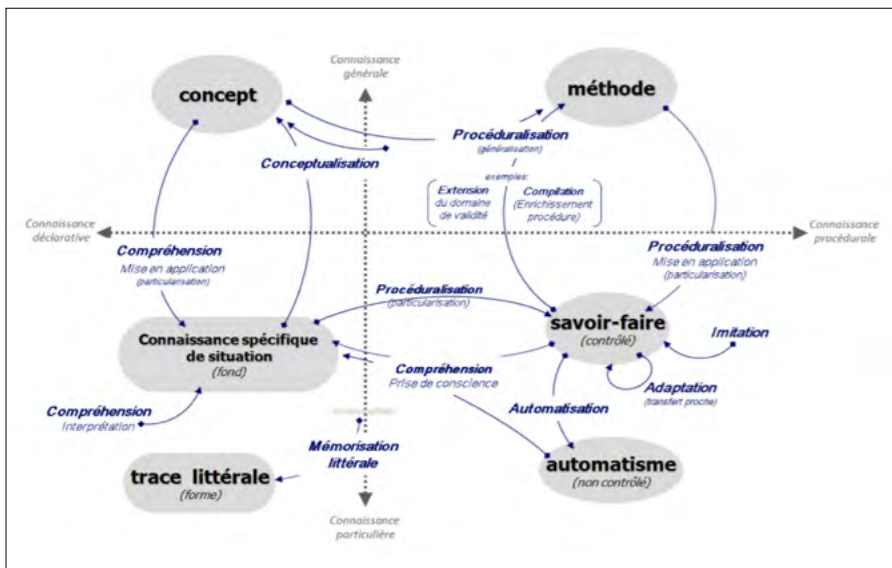 Connaissance
générale
concept
méthode
Procéduralisation
(généralisation)
Conceptualisation
exemples:
Extension
du domaine
de validité
Compilation
(Enrichissement
procédure)
Connaissance
déclarative
Connaissance
procédurale
Compréhension
Mise en application
(particularisation)
Procéduralisation
Mise en application
(particularisation)
Procéduralisation
(particularisation)
Connaissance spécifique
de situation
(fond)
savoir-faire
(contrôlé)
Imitation
Compréhension
Prise de conscience
Adaptation
(transfert proche)
Compréhension
Interprétation
Automatisation
Mémorisation
littérale
trace littérale
(forme)
automatisme
(non contrôlé)
Connaissance
particulière